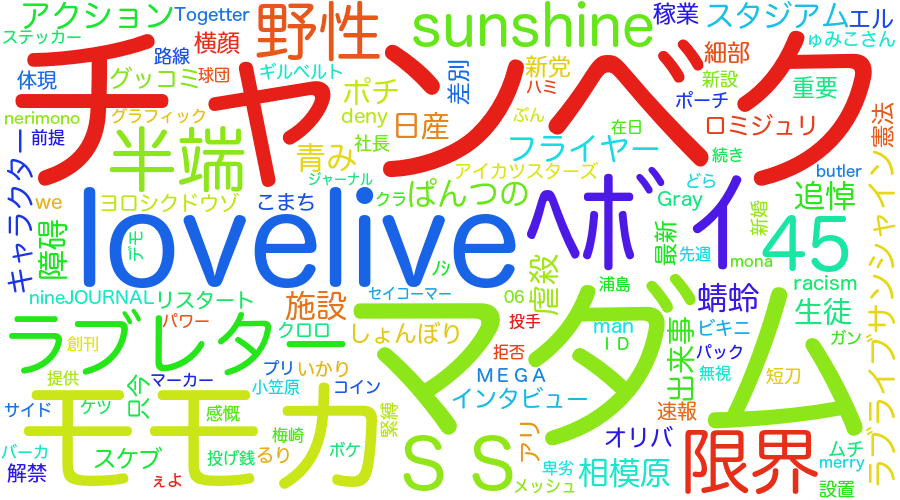 アクション
Togetter
野性
sunshine
稼業
スタジアム
エル
ステッカー
路線
横顔
チャンベク
細部
ゅみこさん
体現
グッコミ
球団
ギルベルト
差別
新党
新設
重要
nerimono
グラフィック
ポチ
ハミ
ポーチ
前提
半端
deny
日産
ぷん
ロミジュリ
憲法
社長
在日
青み
フライヤー
続き
キャラクター
we
ジャーナル
アイカツスターズ
どら
butler
ヨロシクドウゾ
こまち
クラ
ぱんつの
Gray
追悼
障碍
デモ
lovelive
ヘボイ
最新
新婚
45
先週
mona
ラブライブサンシャイン
nineJOURNAL
リスタート
セイコーマー
06
虐殺
浦島
蜻蛉
racism
生徒
パワー
施設
クロロ
しょんぼり
投手
man
ビキニ
ガン
ラブレター
マダム
出来事
創刊
拒否
ＩＤ
パック
提供
只今
マーカー
プリ
いかり
ＭＥＧＡ
無視
短刀
小笠原
コイン
インタビュー
サイド
モモカ
ケツ
感慨
緊縛
速報
梅崎
ＳＳ
アリ
オリバ
限界
バーカ
スケブ
投げ銭
るり
ボケ
卑劣
相模原
ムチ
merry
解禁
ぇよ
メッシュ
設置